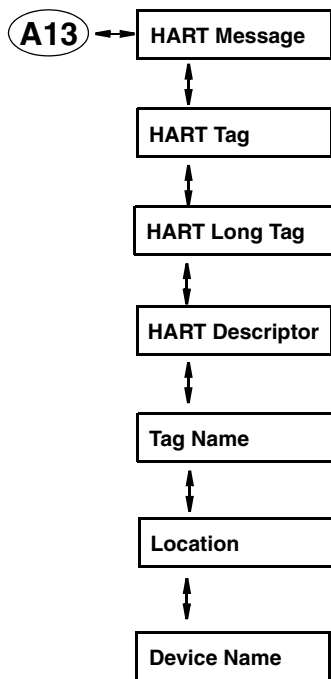 A13
HART Message
HART Tag
HART Long Tag
HART Descriptor
Tag Name
Location
Device Name